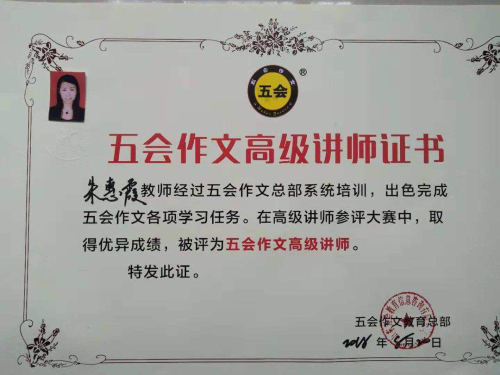 五会
®
五会作文高级讲师证书
朱惠霞教师经过五会作文总部系统培训，出色完成
五会作文各项学习任务。在高级讲师参评大赛中，取
得优异成绩，被评为五会作文高级讲师。
特发此证。
五会作文教育总部
年 月 日